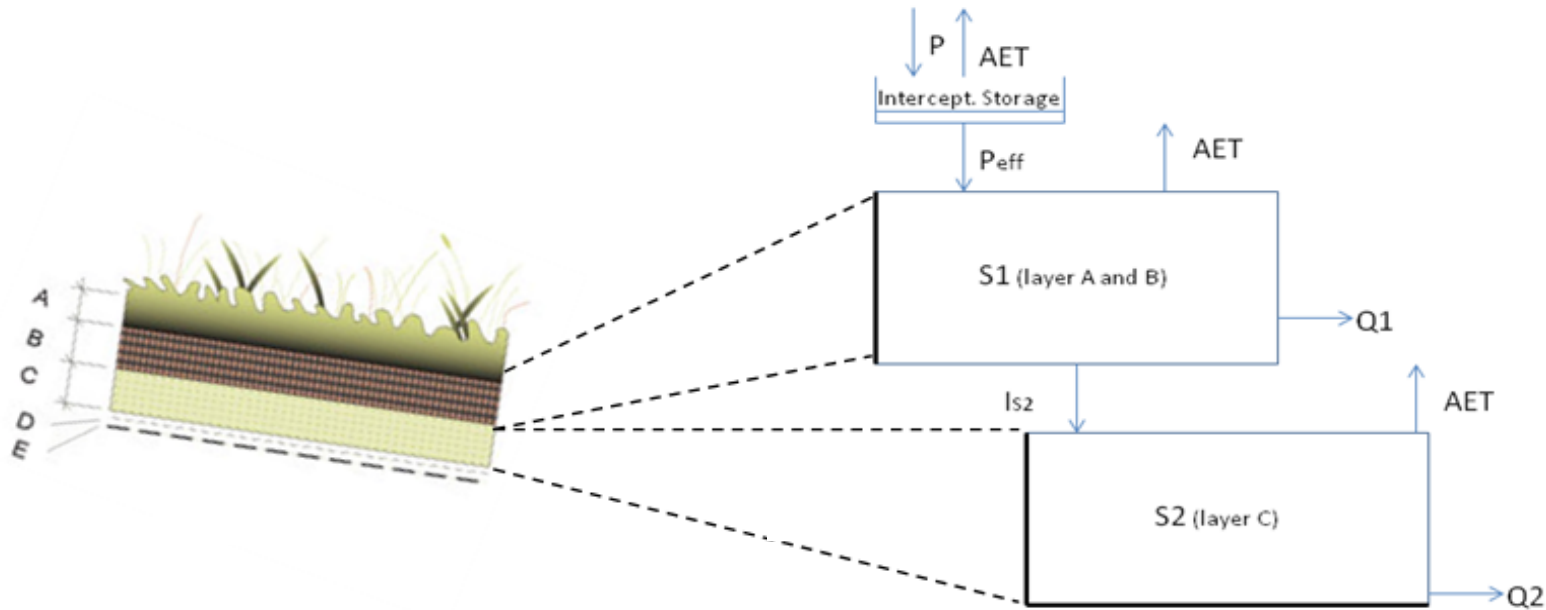 P
AET
Intercept. Storage
Peff
AET
S1 (layer A and B)
Q1
A
B
C
D
E
Is2
AET
S2 (layer C)
Q2